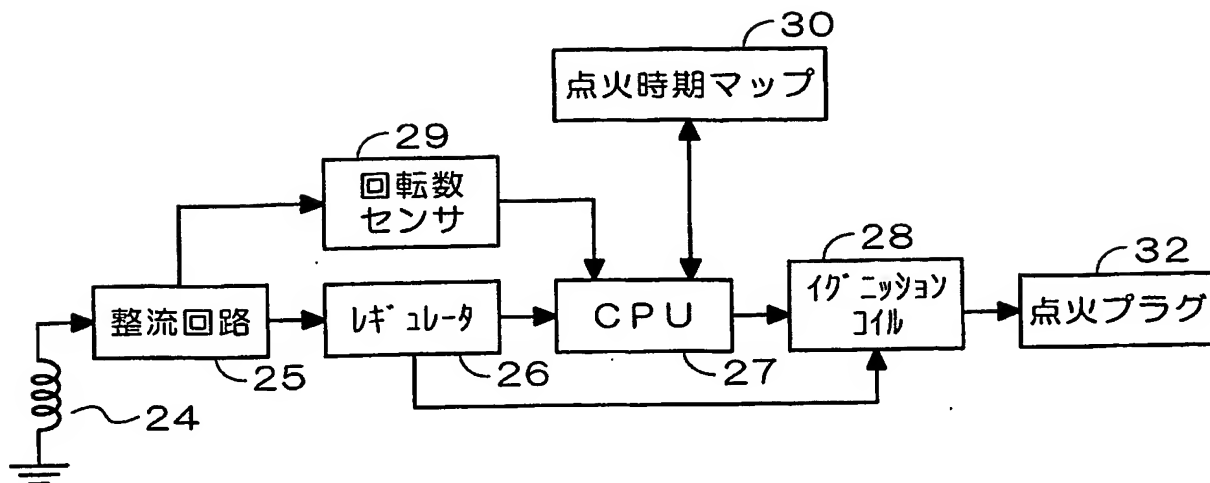 30
点火時期マップ
29
回転数
センサ
28
32
整流回路
ﾚｷﾞｭﾚｰﾀ
CPU
ｲｸﾞﾆｯｼｮﾝ
ｺｲﾙ
点火プラグ
25
26
27
24